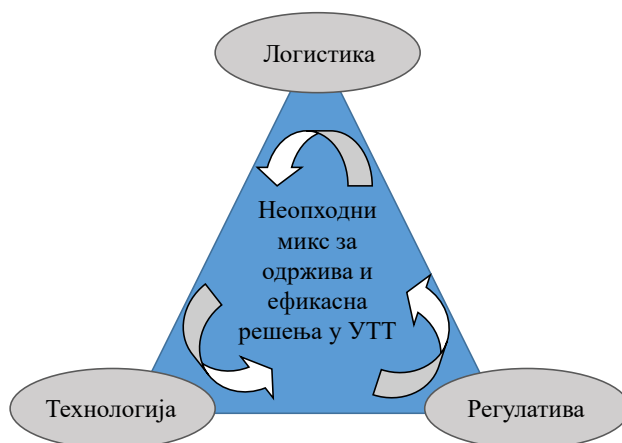 Логистика
Неопходни
микс за
одржива и
ефикасна
решења у УТТ
Технологија
Регулатива